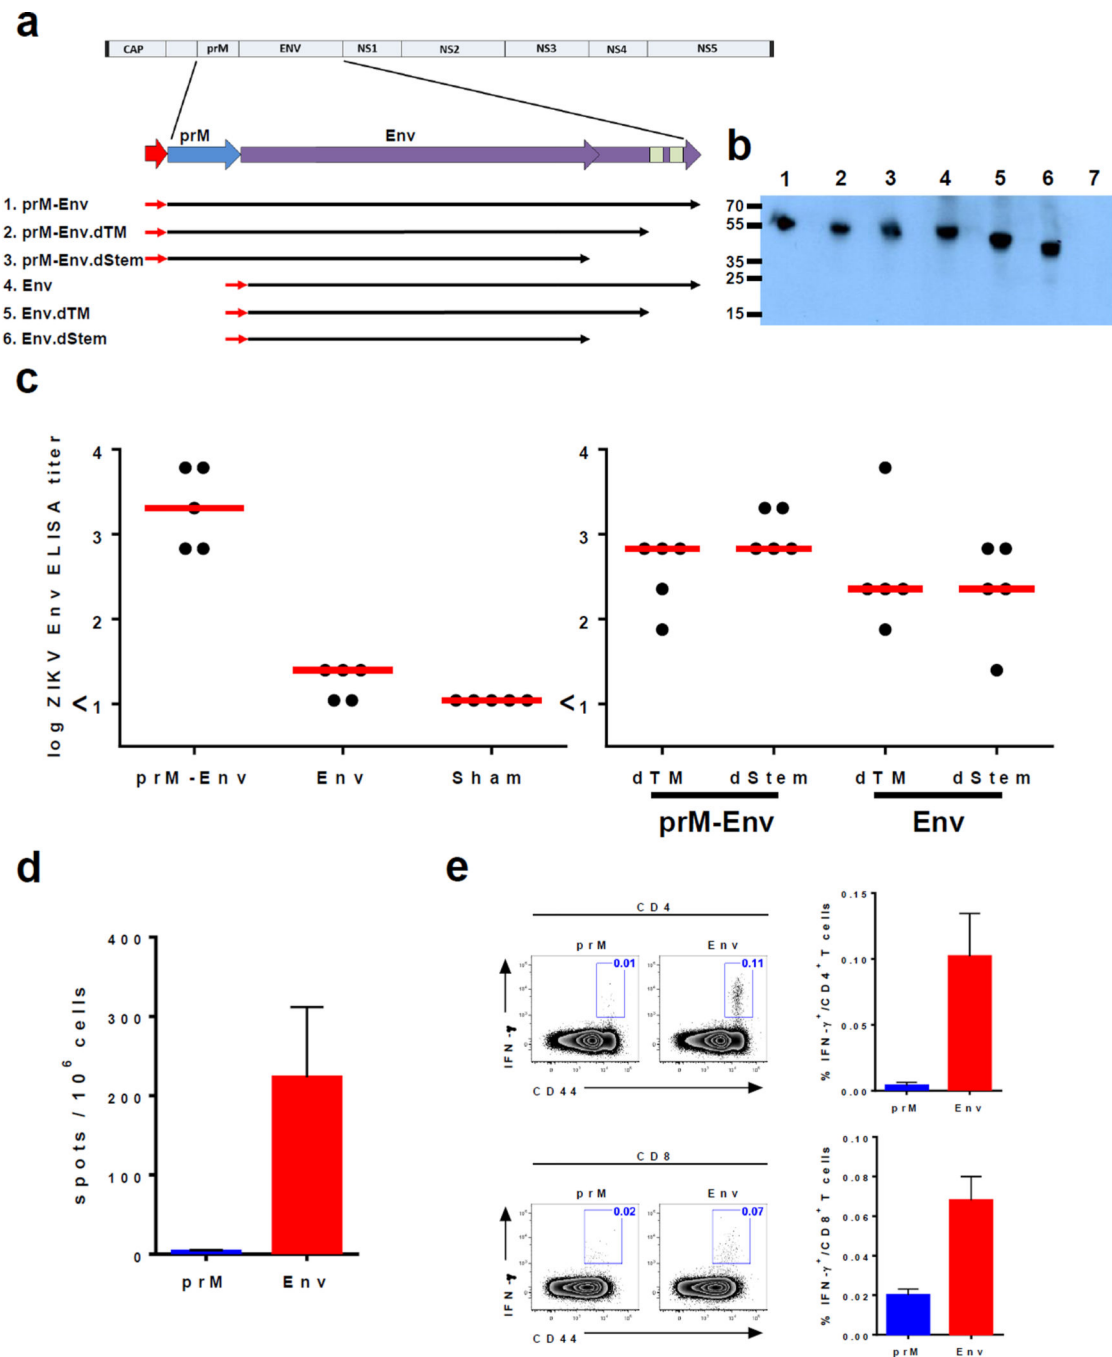 a
CAP prM ENV NS1 NS2 NS3 NS4 NS5
prM Env
1. prM-Env
2. prM-Env.dTM
3. prM-Env.dStem
4. Env
5. Env.dTM
6. Env.dStem
b
1 2 3 4 5 6 7
70
55
35
25
15
c
log ZIKV Env ELISA titer
4
3
2
< 1
prM-Env Env Sham
4
3
2
< 1
dTM dStem dTM dStem
prM-Env Env
d
spots / 10⁶ cells
400
300
200
100
0
prM Env
e
CD4
prM Env
0.01 0.11
IFN-γ
CD44
% IFN-γ⁺/CD4⁺ T cells
0.15
0.10
0.05
0.00
prM Env
CD8
prM Env
0.02 0.07
IFN-γ
CD44
% IFN-γ⁺/CD8⁺ T cells
0.10
0.08
0.06
0.04
0.02
0.00
prM Env